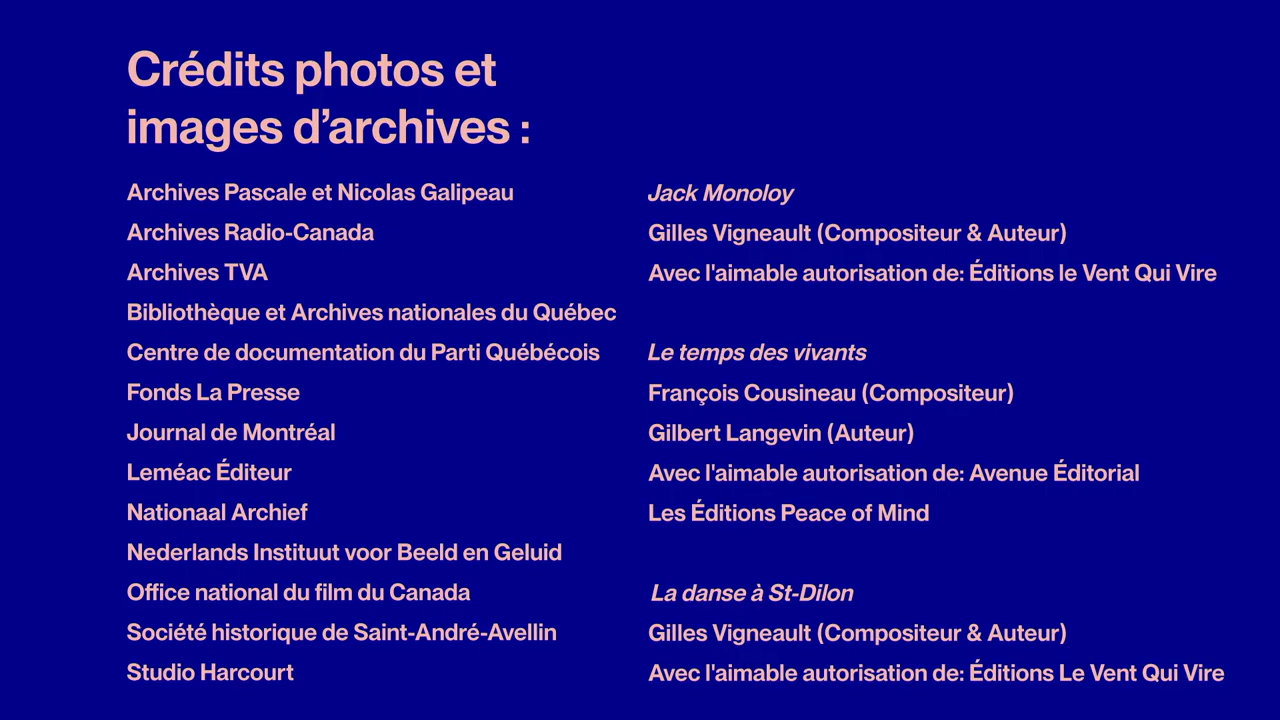 Crédits photos et
images d’archives :
Archives Pascale et Nicolas Galipeau
Archives Radio-Canada
Archives TVA
Bibliothèque et Archives nationales du Québec
Centre de documentation du Parti Québécois
Fonds La Presse
Journal de Montréal
Leméac Éditeur
Nationaal Archief
Nederlands Instituut voor Beeld en Geluid
Office national du film du Canada
Société historique de Saint-André-Avellin
Studio Harcourt
Jack Monoloy
Gilles Vigneault (Compositeur & Auteur)
Avec l'aimable autorisation de: Éditions le Vent Qui Vire
Le temps des vivants
François Cousineau (Compositeur)
Gilbert Langevin (Auteur)
Avec l'aimable autorisation de: Avenue Éditorial
Les Éditions Peace of Mind
La danse à St-Dilon
Gilles Vigneault (Compositeur & Auteur)
Avec l'aimable autorisation de: Éditions Le Vent Qui Vire